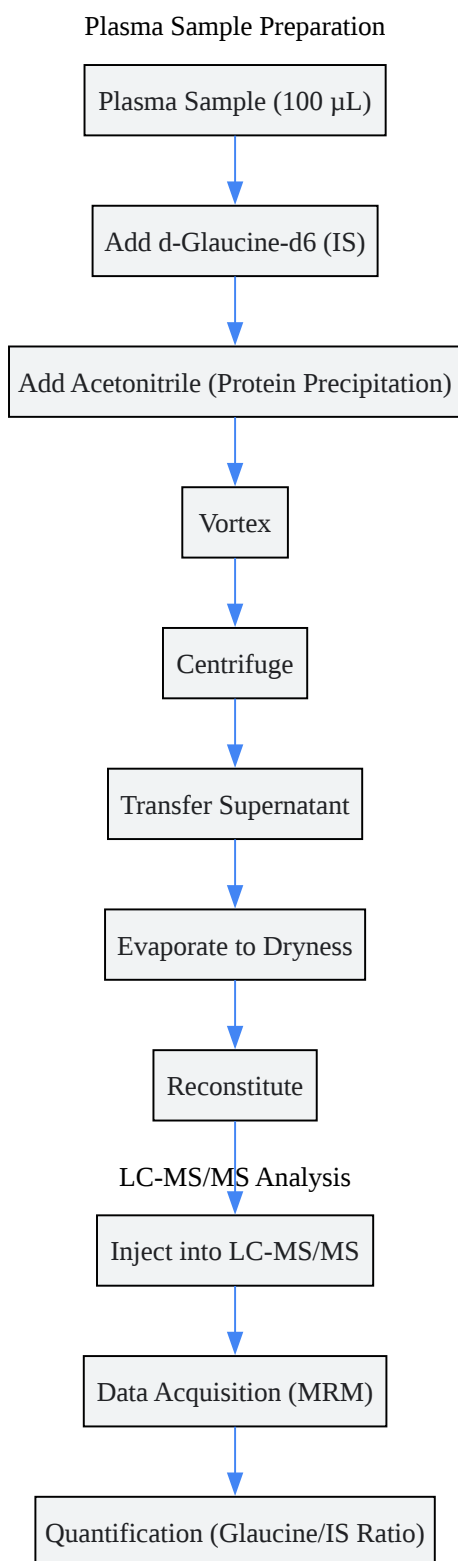 Plasma Sample Preparation
Plasma Sample (100 µL)
Add d-Glaucine-d6 (IS)
Add Acetonitrile (Protein Precipitation)
Vortex
Centrifuge
Transfer Supernatant
Evaporate to Dryness
Reconstitute
LC-MS/MS Analysis
Inject into LC-MS/MS
Data Acquisition (MRM)
Quantification (Glaucine/IS Ratio)